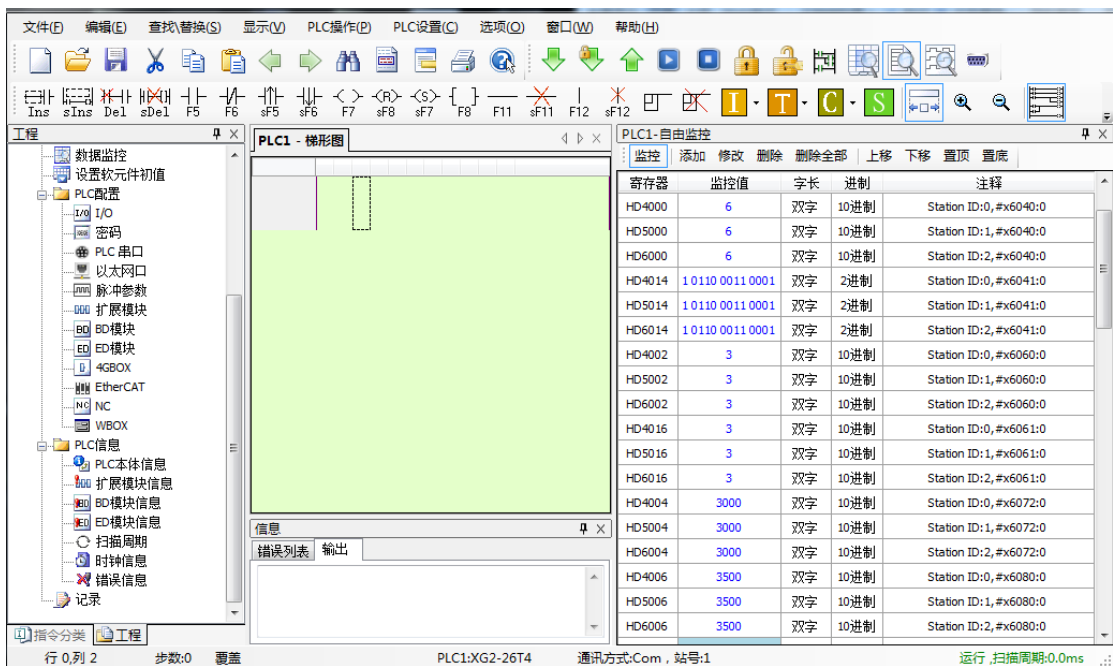 文件(F) 编辑(E) 查找\替换(S) 显示(V) PLC操作(P) PLC设置(C) 选项(O) 窗口(W) 帮助(H)
Ins sIns Del sDel F5 F6 sF5 sF6 F7 sF8 sF7 F8 F11 sF11 F12 sF12 I T C S
工程
数据监控
设置软元件初值
PLC配置
I/O I/O
密码
PLC 串口
以太网口
脉冲参数
扩展模块
BD BD模块
ED ED模块
4GBOX
EtherCAT
NC NC
WBOX
PLC信息
PLC本体信息
扩展模块信息
BD BD模块信息
ED ED模块信息
扫描周期
时钟信息
错误信息
记录
指令分类 工程
PLC1 - 梯形图
信息
错误列表 输出
PLC1-自由监控
监控 添加 修改 删除 删除全部 上移 下移 置顶 置底
寄存器 监控值 字长 进制 注释
HD4000 6 双字 10进制 Station ID:0,#x6040:0
HD5000 6 双字 10进制 Station ID:1,#x6040:0
HD6000 6 双字 10进制 Station ID:2,#x6040:0
HD4014 1 0110 0011 0001 双字 2进制 Station ID:0,#x6041:0
HD5014 1 0110 0011 0001 双字 2进制 Station ID:1,#x6041:0
HD6014 1 0110 0011 0001 双字 2进制 Station ID:2,#x6041:0
HD4002 3 双字 10进制 Station ID:0,#x6060:0
HD5002 3 双字 10进制 Station ID:1,#x6060:0
HD6002 3 双字 10进制 Station ID:2,#x6060:0
HD4016 3 双字 10进制 Station ID:0,#x6061:0
HD5016 3 双字 10进制 Station ID:1,#x6061:0
HD6016 3 双字 10进制 Station ID:2,#x6061:0
HD4004 3000 双字 10进制 Station ID:0,#x6072:0
HD5004 3000 双字 10进制 Station ID:1,#x6072:0
HD6004 3000 双字 10进制 Station ID:2,#x6072:0
HD4006 3500 双字 10进制 Station ID:0,#x6080:0
HD5006 3500 双字 10进制 Station ID:1,#x6080:0
HD6006 3500 双字 10进制 Station ID:2,#x6080:0
行 0,列 2 步数:0 覆盖 PLC1:XG2-26T4 通讯方式:Com，站号:1 运行 ,扫描周期:0.0ms